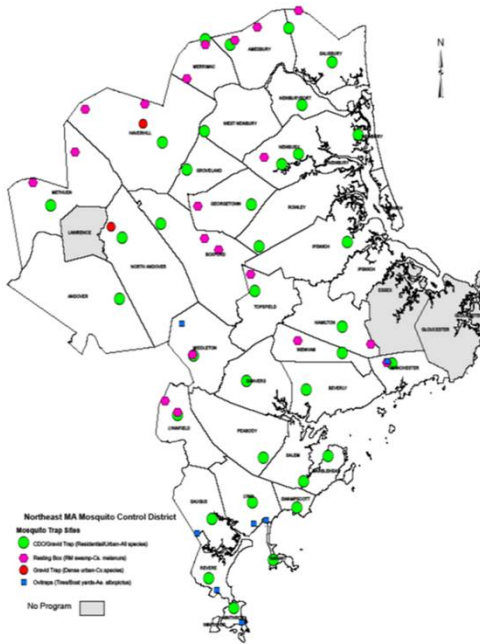 AMESBURY
SALISBURY
MERRIMAC
N
NEWBURYPORT
WEST NEWBURY
HAVERHILL
NEWBURY
GROVELAND
METHUEN
GEORGETOWN
ROWLEY
LAWRENCE
BOXFORD
IPSWICH
NORTH ANDOVER
IPSWICH
ESSEX
ANDOVER
TOPSFIELD
GLOUCESTER
HAMILTON
MIDDLETON
WENHAM
MANCHESTER
DANVERS
BEVERLY
LYNNFIELD
PEABODY
SALEM
MARBLEHEAD
SAUGUS
LYNN
SWAMPSCOTT
Northeast MA Mosquito Control District
Mosquito Trap Sites
CDC/Gravid Trap (Residential/Urban-All species)
Resting Box (RM swamp-Cs. melanura)
Gravid Trap (Dense urban-Cx species)
Ovitraps (Tires/Boat yards-Ae. albopictus)
REVERE
No Program